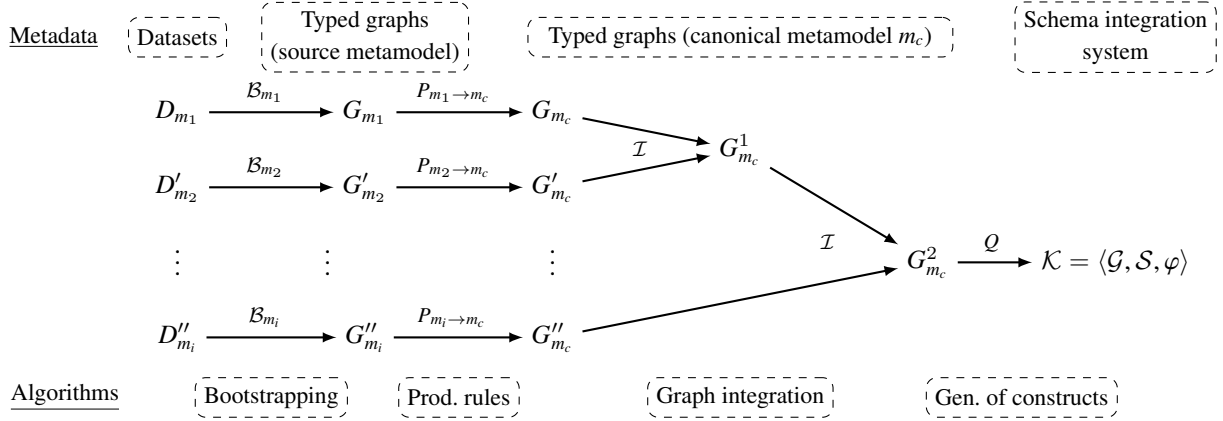 Metadata Datasets Typed graphs (source metamodel) Typed graphs (canonical metamodel m_c) Schema integration system
D_{m_1} 𝓑_{m_1} G_{m_1} P_{m_1→m_c} G_{m_c}
𝓘 G^1_{m_c}
D′_{m_2} 𝓑_{m_2} G′_{m_2} P_{m_2→m_c} G′_{m_c}
⋮ ⋮ ⋮ 𝓘 G^2_{m_c} Q 𝒦 = ⟨𝒢, 𝒮, φ⟩
D″_{m_i} 𝓑_{m_i} G″_{m_i} P_{m_i→m_c} G″_{m_c}
Algorithms Bootstrapping Prod. rules Graph integration Gen. of constructs